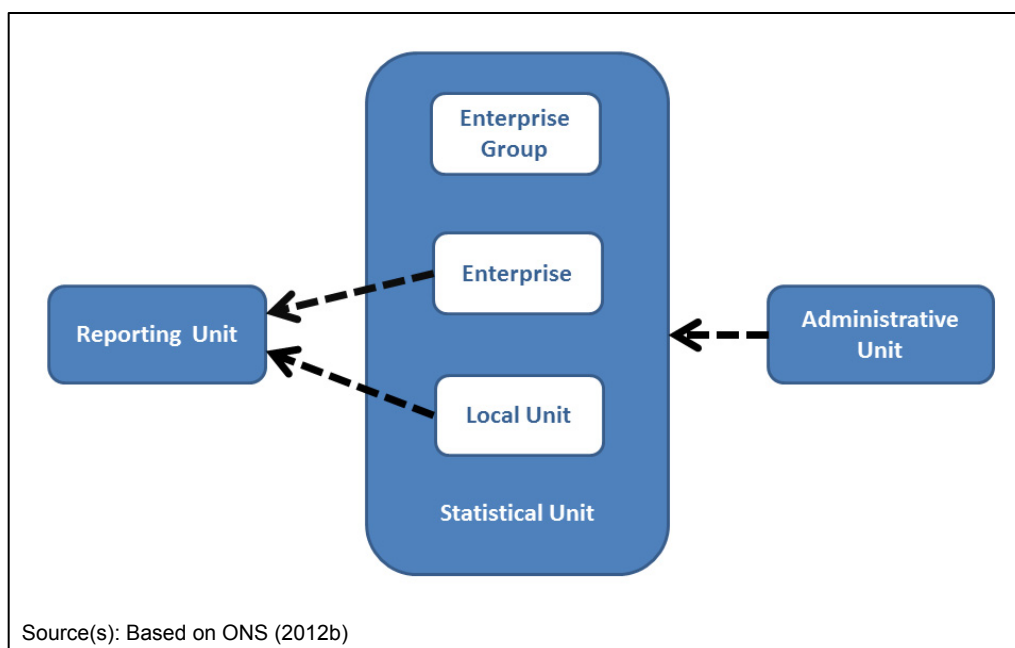 Enterprise
Group
Enterprise
Reporting Unit
Administrative
Unit
Local Unit
Statistical Unit
Source(s): Based on ONS (2012b)